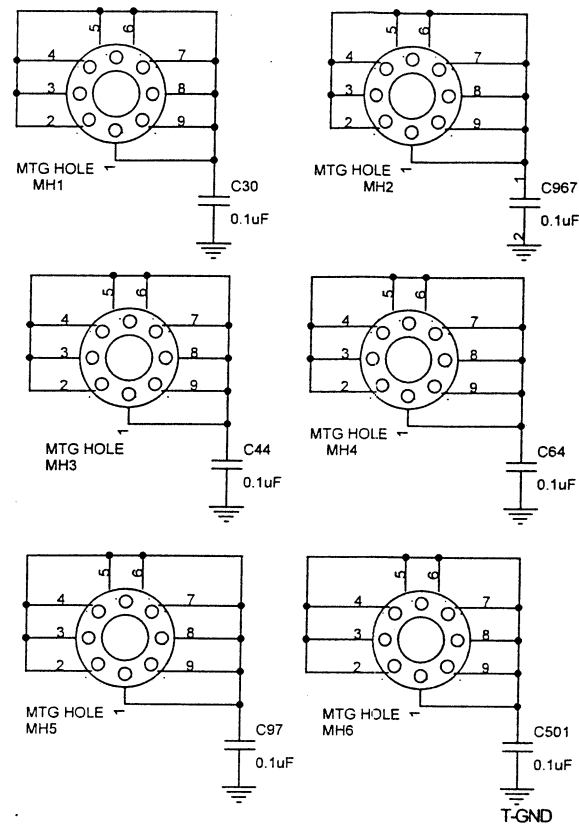 5 6
4 7
3 8
2 9
1
MTG HOLE
MH1
C30
0.1uF
5 6
4 7
3 8
2 9
1
MTG HOLE
MH2
1
C967
0.1uF
2
5 6
4 7
3 8
2 9
1
MTG HOLE
MH3
C44
0.1uF
5 6
4 7
3 8
2 9
1
MTG HOLE
MH4
C64
0.1uF
5 6
4 7
3 8
2 9
1
MTG HOLE
MH5
C97
0.1uF
5 6
4 7
3 8
2 9
1
MTG HOLE
MH6
C501
0.1uF
T-GND